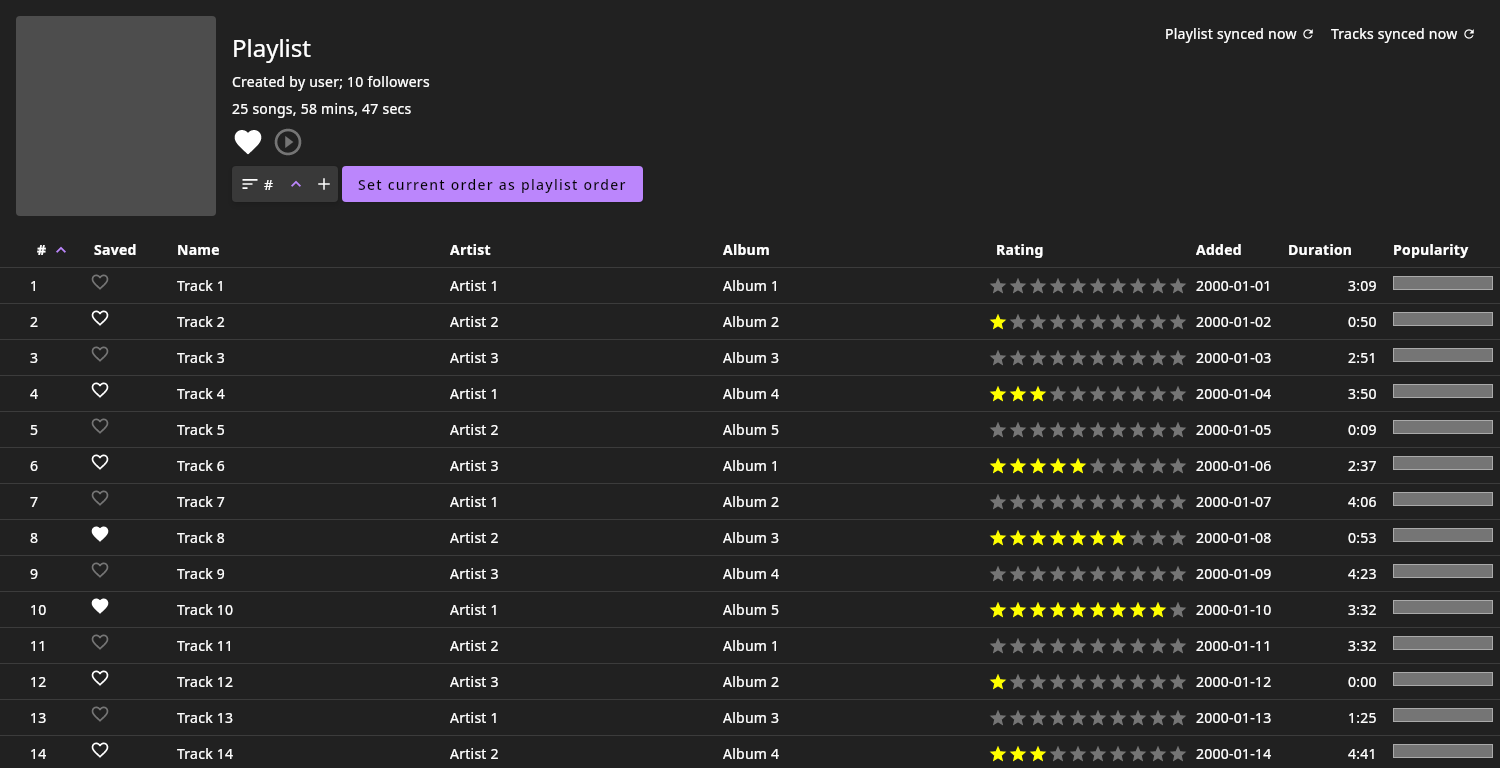 Playlist
Playlist synced now
Tracks synced now
Created by user; 10 followers
25 songs, 58 mins, 47 secs
#
Set current order as playlist order
# Saved Name Artist Album Rating Added Duration Popularity
1 Track 1 Artist 1 Album 1 2000-01-01 3:09
2 Track 2 Artist 2 Album 2 2000-01-02 0:50
3 Track 3 Artist 3 Album 3 2000-01-03 2:51
4 Track 4 Artist 1 Album 4 2000-01-04 3:50
5 Track 5 Artist 2 Album 5 2000-01-05 0:09
6 Track 6 Artist 3 Album 1 2000-01-06 2:37
7 Track 7 Artist 1 Album 2 2000-01-07 4:06
8 Track 8 Artist 2 Album 3 2000-01-08 0:53
9 Track 9 Artist 3 Album 4 2000-01-09 4:23
10 Track 10 Artist 1 Album 5 2000-01-10 3:32
11 Track 11 Artist 2 Album 1 2000-01-11 3:32
12 Track 12 Artist 3 Album 2 2000-01-12 0:00
13 Track 13 Artist 1 Album 3 2000-01-13 1:25
14 Track 14 Artist 2 Album 4 2000-01-14 4:41